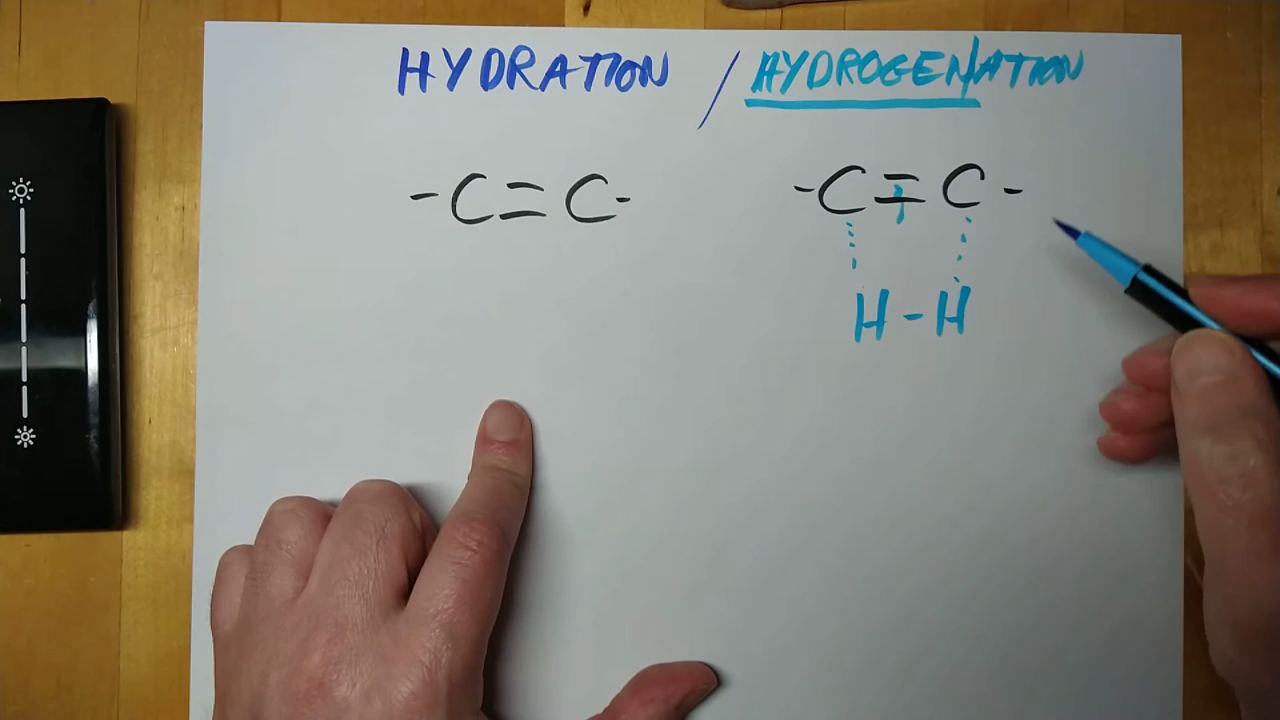 HYDRATION / HYDROGENATION
-C=C-
-C=C-
H-H